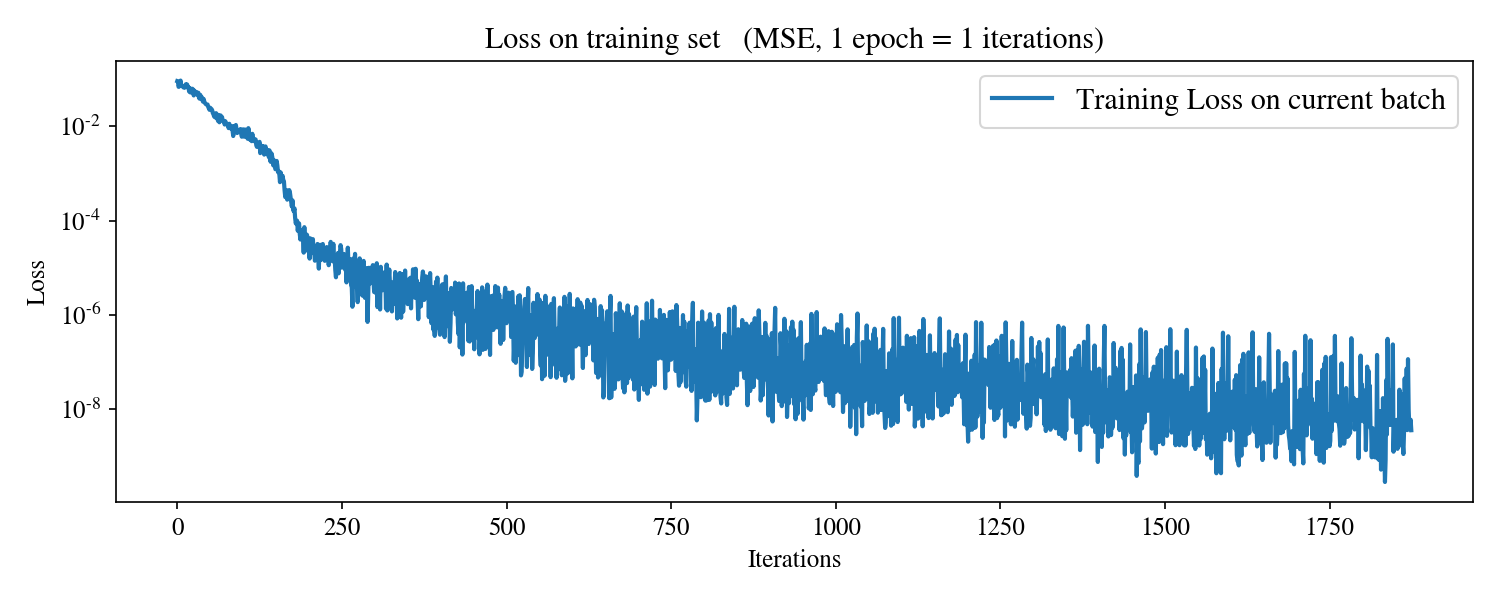 Loss on training set   (MSE, 1 epoch = 1 iterations)
Training Loss on current batch
10⁻²
10⁻⁴
10⁻⁶
10⁻⁸
Loss
0 250 500 750 1000 1250 1500 1750
Iterations